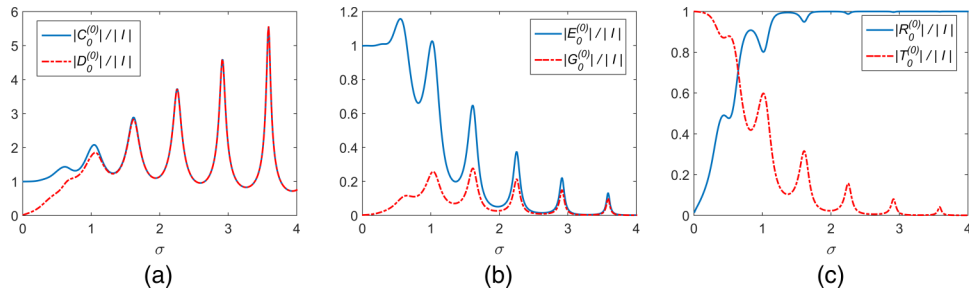 |C₀⁽⁰⁾| / | I |
|D₀⁽⁰⁾| / | I |
6
5
4
3
2
1
0
0 1 2 3 4
σ
(a)
|E₀⁽⁰⁾| / | I |
|G₀⁽⁰⁾| / | I |
1.2
1
0.8
0.6
0.4
0.2
0
0 1 2 3 4
σ
(b)
|R₀⁽⁰⁾| / | I |
|T₀⁽⁰⁾| / | I |
1
0.8
0.6
0.4
0.2
0
0 1 2 3 4
σ
(c)